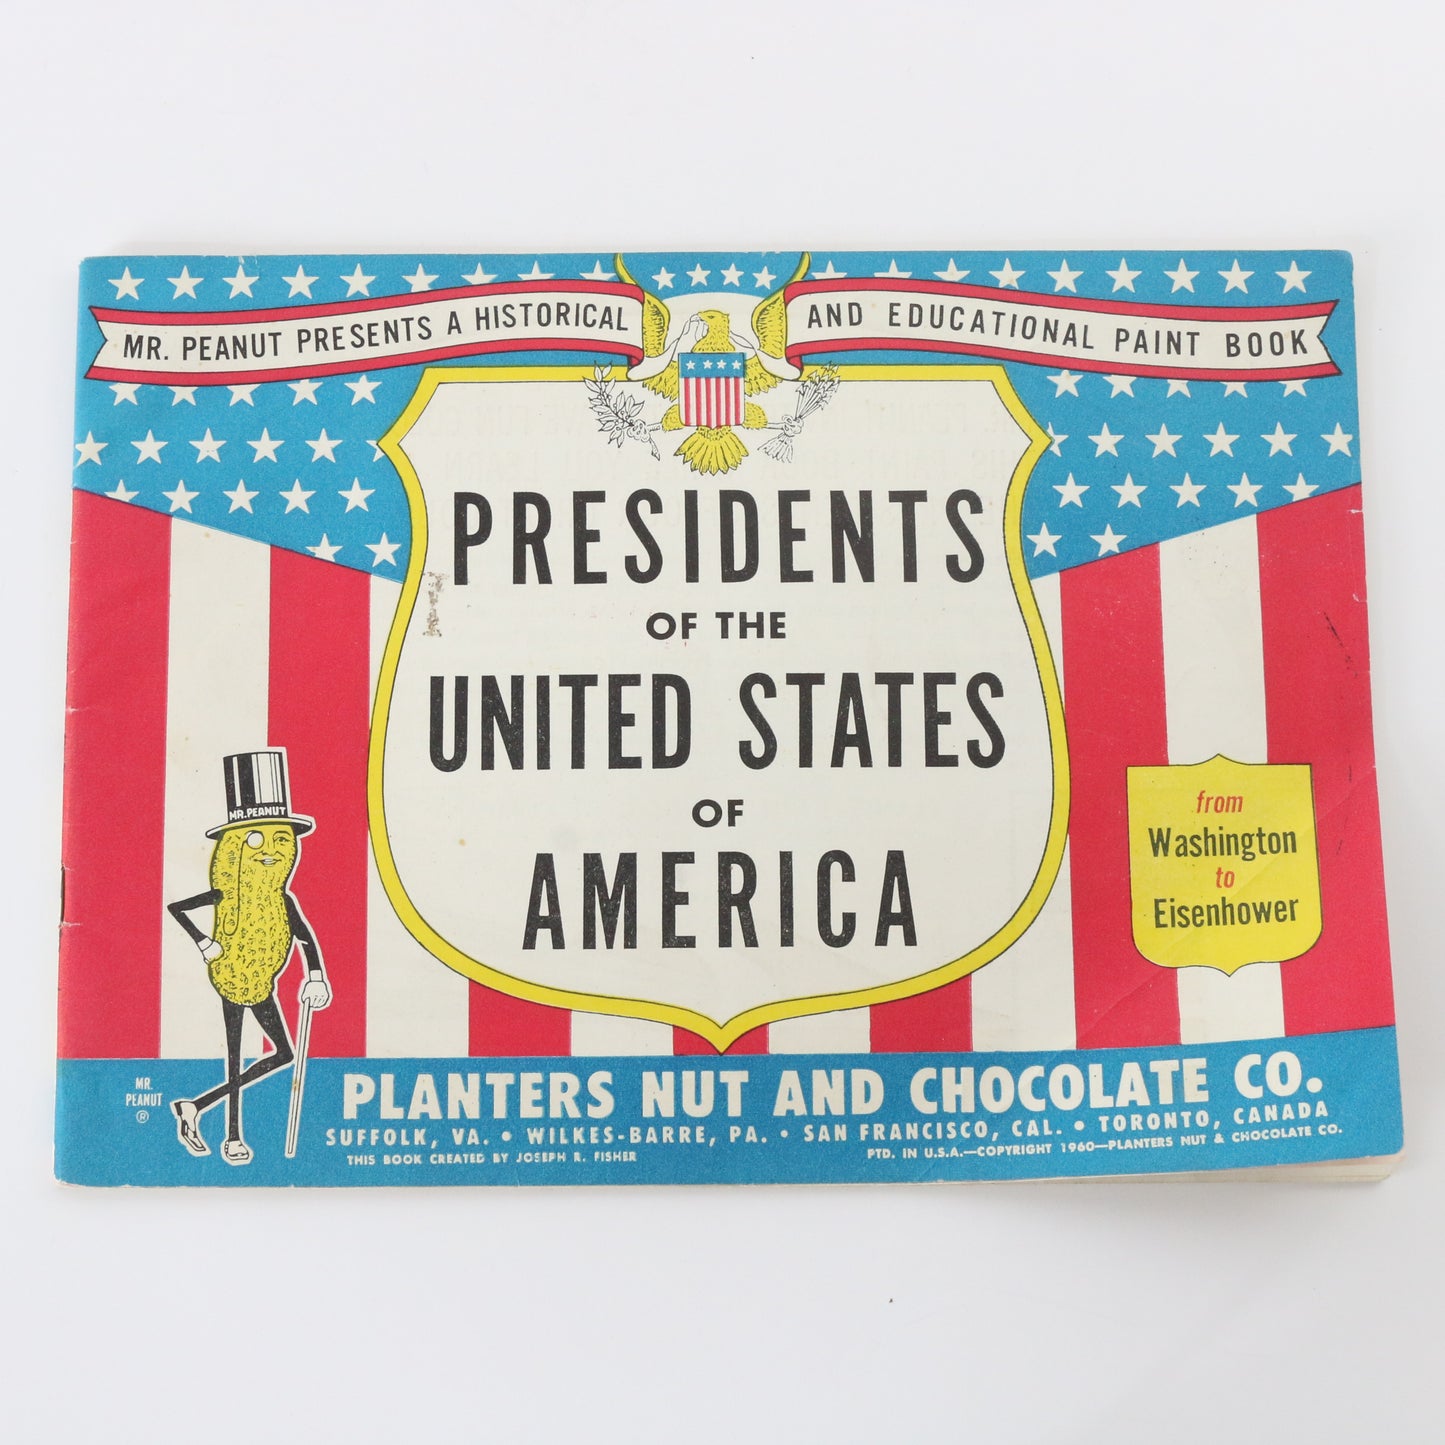 MR. PEANUT PRESENTS A HISTORICAL AND EDUCATIONAL PAINT BOOK
PRESIDENTS
OF THE
UNITED STATES
OF
AMERICA
from
Washington
to
Eisenhower
MR. PEANUT
MR.
PEANUT
®
PLANTERS NUT AND CHOCOLATE CO.
SUFFOLK, VA. • WILKES-BARRE, PA. • SAN FRANCISCO, CAL. • TORONTO, CANADA
THIS BOOK CREATED BY JOSEPH R. FISHER
PTD. IN U.S.A.—COPYRIGHT 1960—PLANTERS NUT & CHOCOLATE CO.